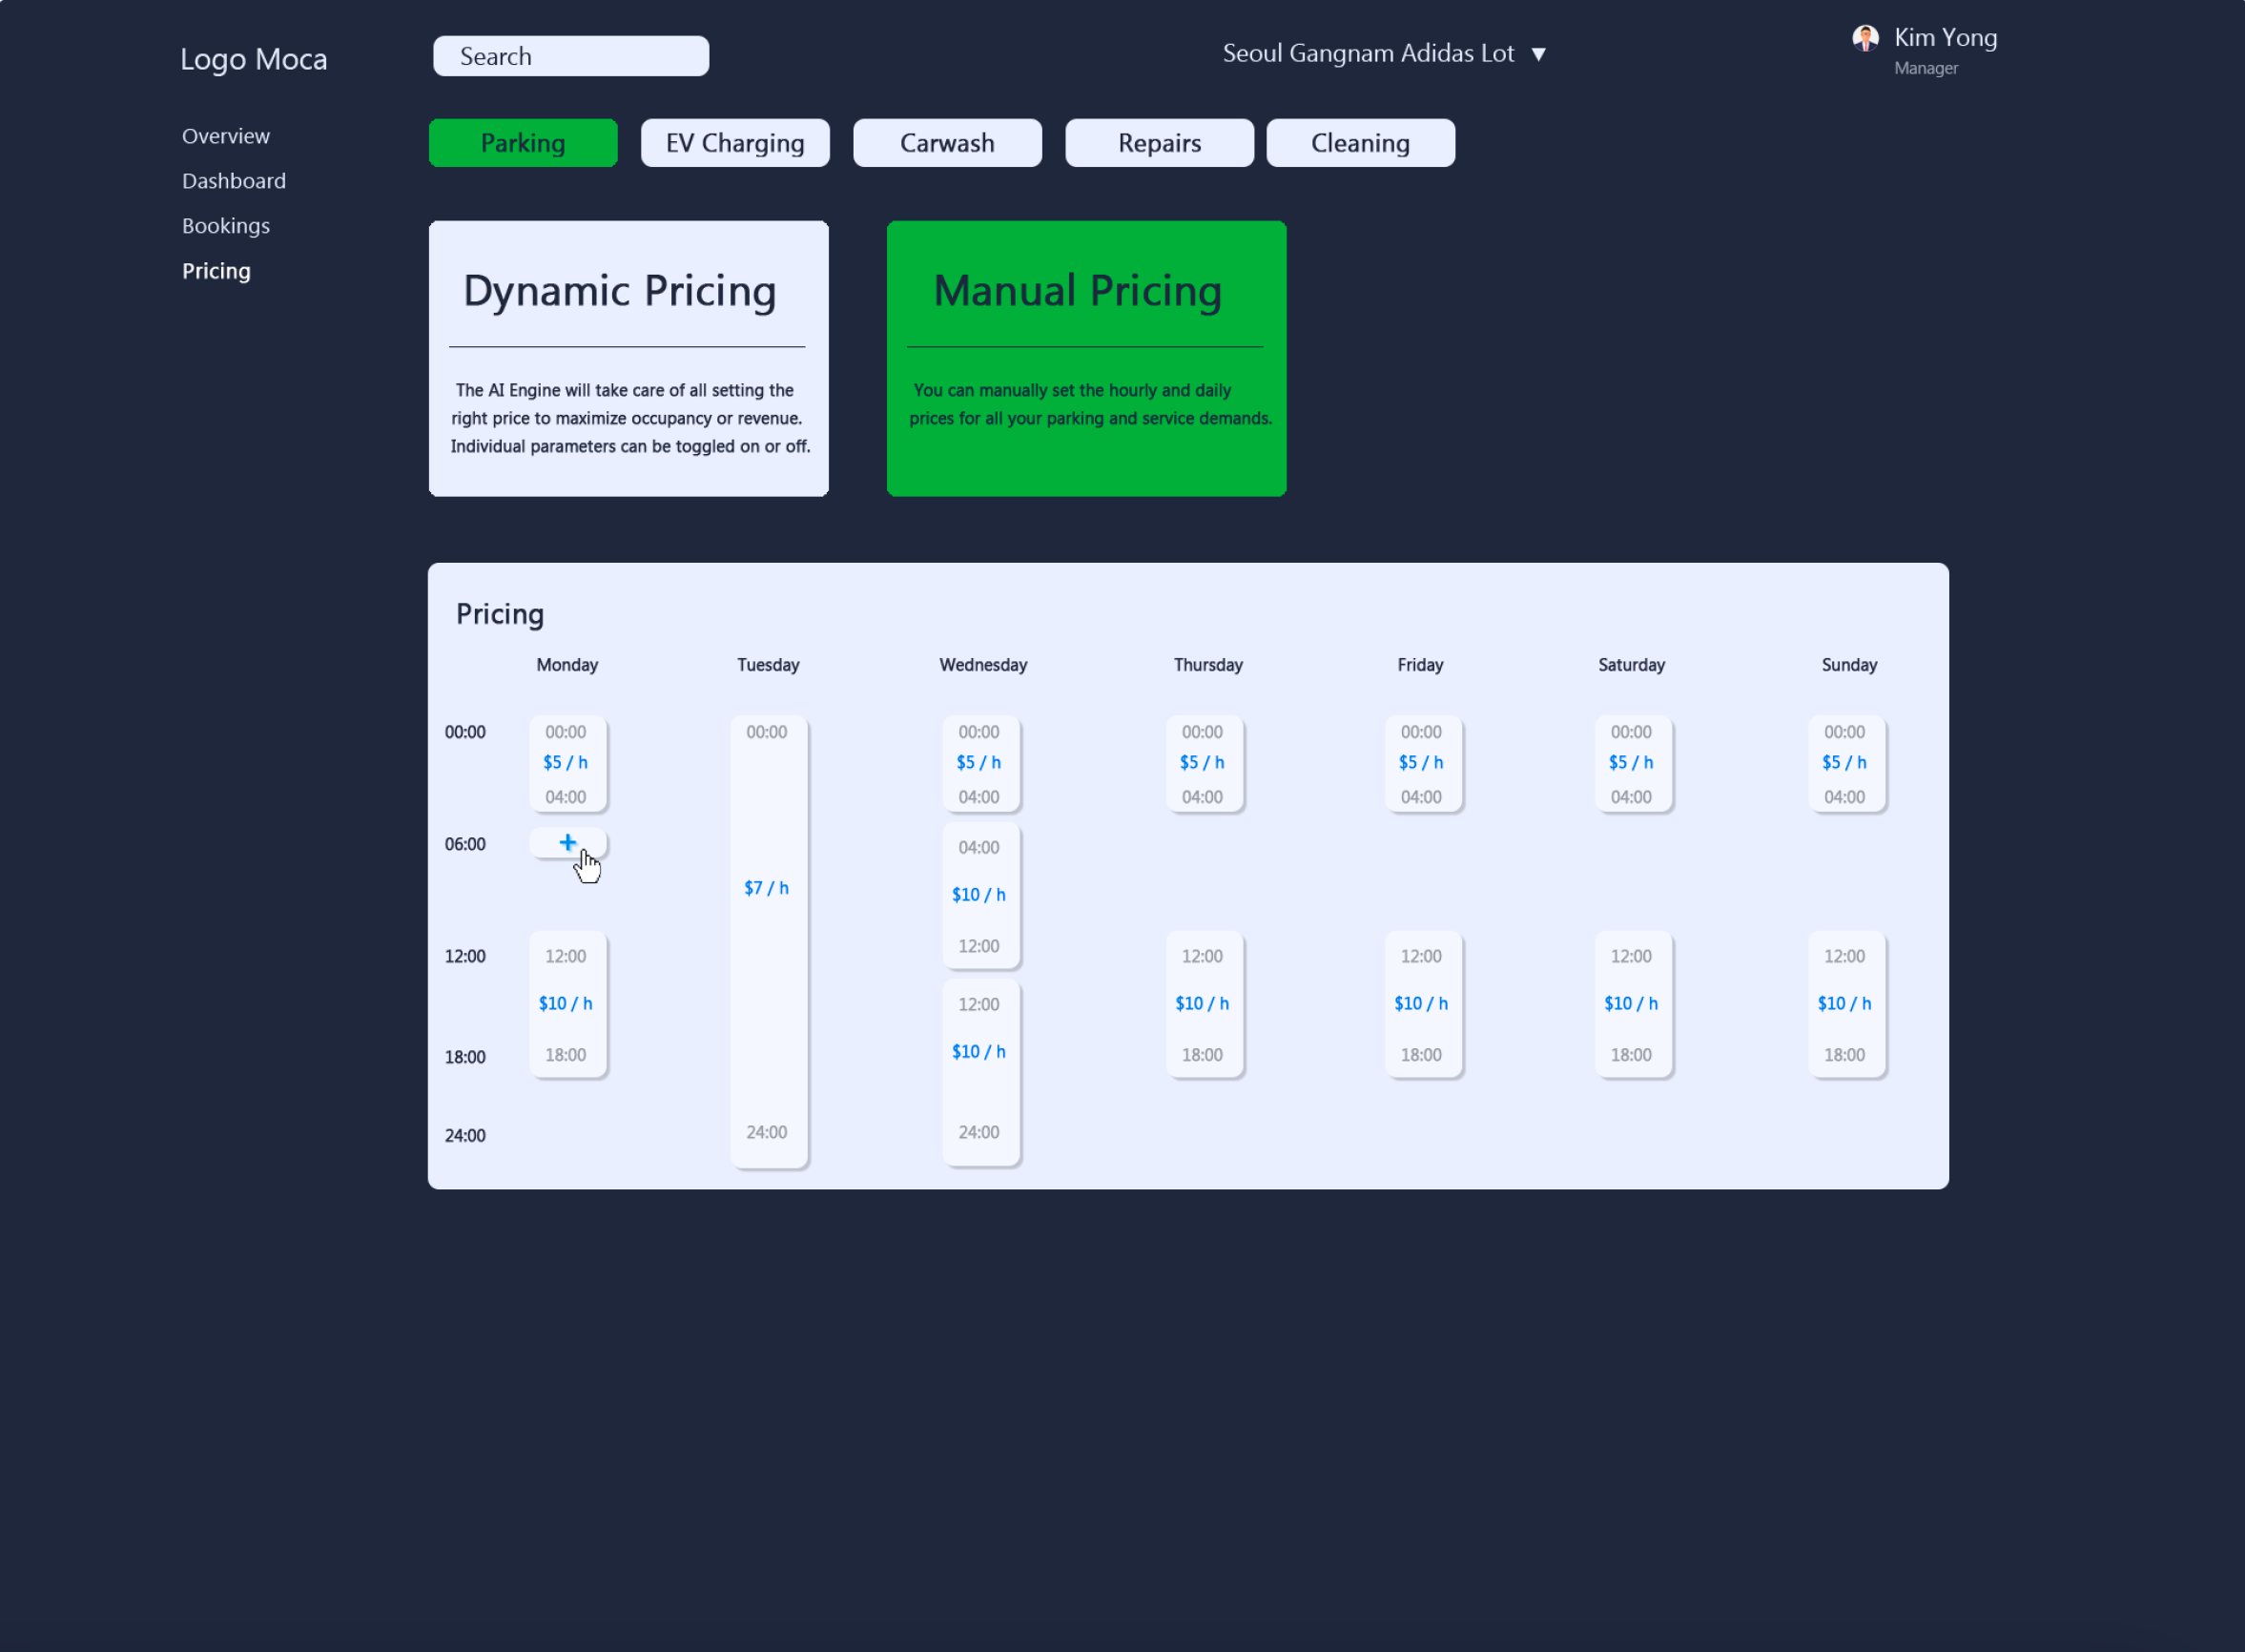 Logo Moca
Search
Seoul Gangnam Adidas Lot ▼
Kim Yong
Manager
Overview
Dashboard
Bookings
Pricing
Parking
EV Charging
Carwash
Repairs
Cleaning
Dynamic Pricing
The AI Engine will take care of all setting the
right price to maximize occupancy or revenue.
Individual parameters can be toggled on or off.
Manual Pricing
You can manually set the hourly and daily
prices for all your parking and service demands.
Pricing
Monday Tuesday Wednesday Thursday Friday Saturday Sunday
00:00 00:00 00:00 00:00 00:00 00:00 00:00 00:00
$5 / h $5 / h $5 / h $5 / h $5 / h $5 / h
04:00 04:00 04:00 04:00 04:00 04:00
06:00 + 04:00
$7 / h $10 / h
12:00
12:00 12:00 12:00 12:00 12:00 12:00
$10 / h 12:00 $10 / h $10 / h $10 / h $10 / h
18:00 18:00 $10 / h 18:00 18:00 18:00 18:00
24:00 24:00 24:00